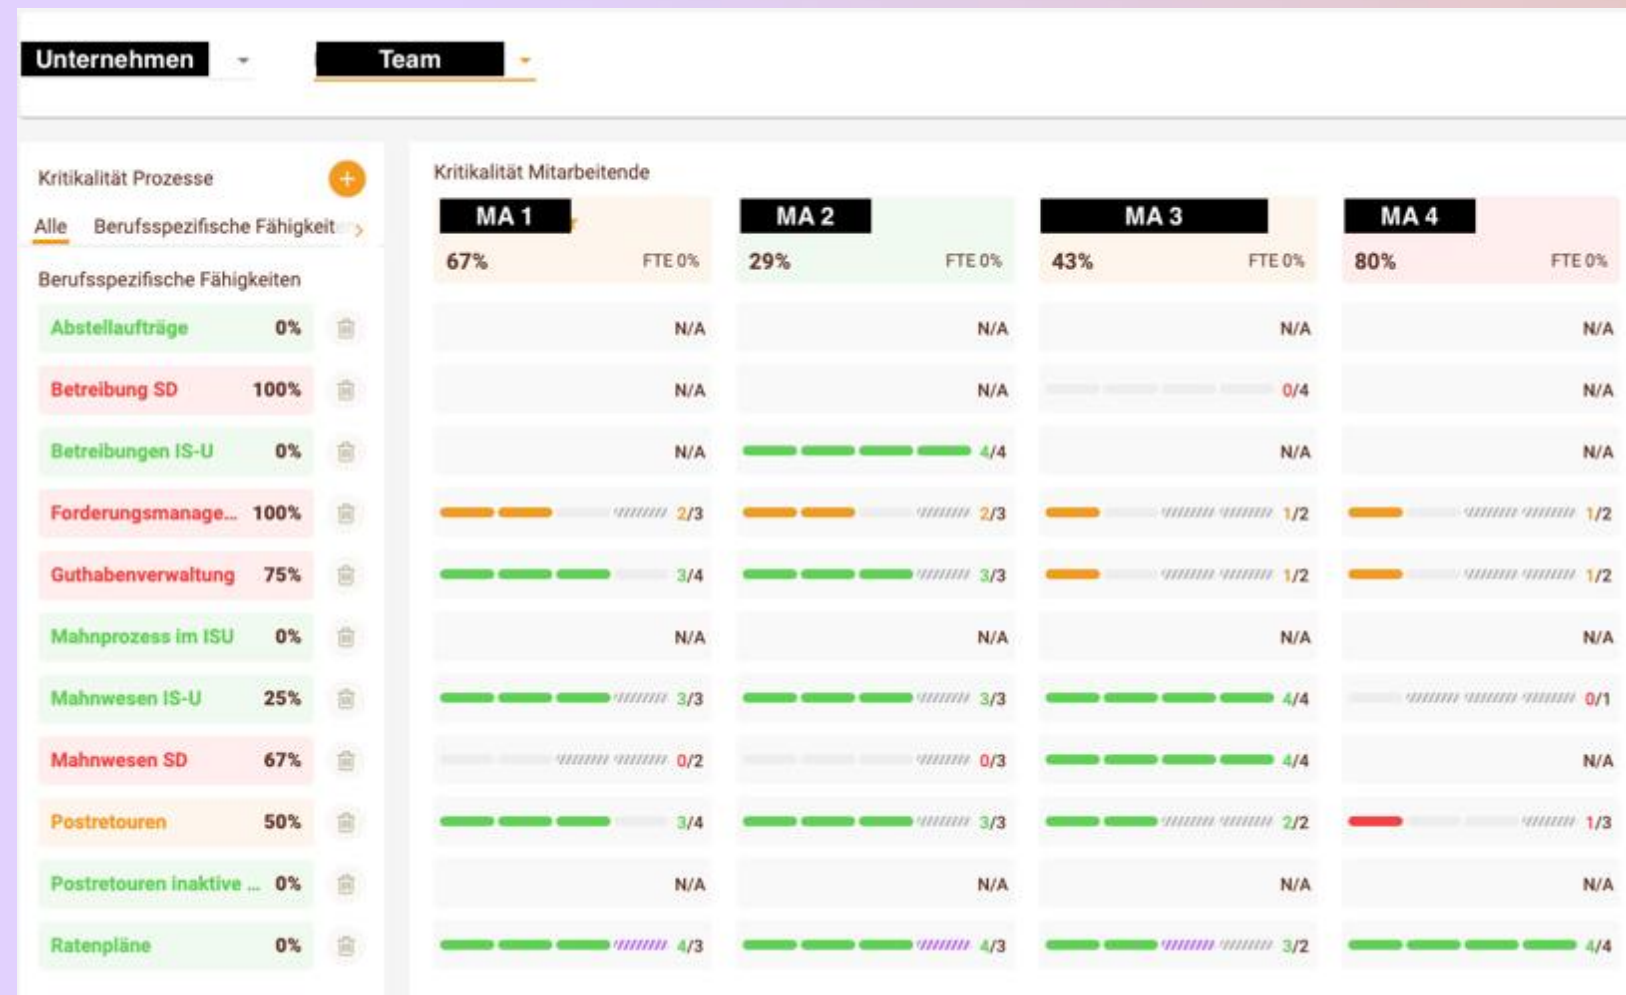 Unternehmen Team
Kritikalität Prozesse
Alle Berufsspezifische Fähigkeit
Berufsspezifische Fähigkeiten
Kritikalität Mitarbeitende
MA 1 MA 2 MA 3 MA 4
67% FTE 0% 29% FTE 0% 43% FTE 0% 80% FTE 0%
Abstellaufträge 0% N/A N/A N/A N/A
Betreibung SD 100% N/A N/A 0/4 N/A
Betreibungen IS-U 0% N/A 4/4 N/A N/A
Forderungsmanage... 100% 2/3 2/3 1/2 1/2
Guthabenverwaltung 75% 3/4 3/3 1/2 1/2
Mahnprozess im ISU 0% N/A N/A N/A N/A
Mahnwesen IS-U 25% 3/3 3/3 4/4 0/1
Mahnwesen SD 67% 0/2 0/3 4/4 N/A
Postretouren 50% 3/4 3/3 2/2 1/3
Postretouren inaktive ... 0% N/A N/A N/A N/A
Ratenpläne 0% 4/3 4/3 3/2 4/4